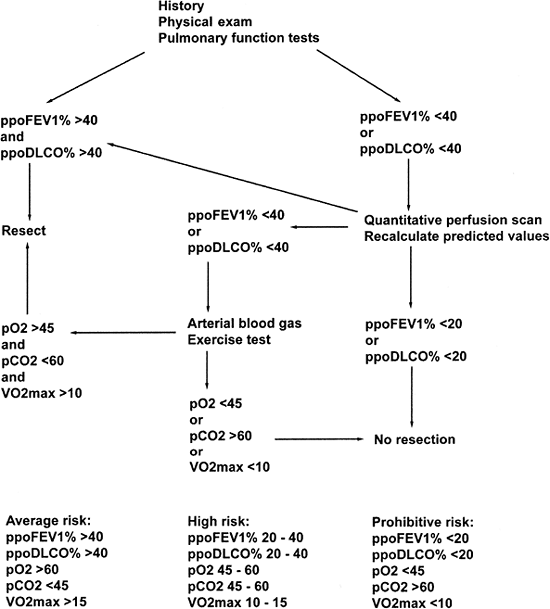 History
Physical exam
Pulmonary function tests
ppoFEV1% >40
and
ppoDLCO% >40
ppoFEV1% <40
or
ppoDLCO% <40
Resect
ppoFEV1% <40
or
ppoDLCO% <40
Quantitative perfusion scan
Recalculate predicted values
pO2 >45
and
pCO2 <60
and
VO2max >10
Arterial blood gas
Exercise test
ppoFEV1% <20
or
ppoDLCO% <20
pO2 <45
or
pCO2 >60
or
VO2max <10
No resection
Average risk:
ppoFEV1% >40
ppoDLCO% >40
pO2 >60
pCO2 <45
VO2max >15
High risk:
ppoFEV1% 20 - 40
ppoDLCO% 20 - 40
pO2 45 - 60
pCO2 45 - 60
VO2max 10 - 15
Prohibitive risk:
ppoFEV1% <20
ppoDLCO% <20
pO2 <45
pCO2 >60
VO2max <10